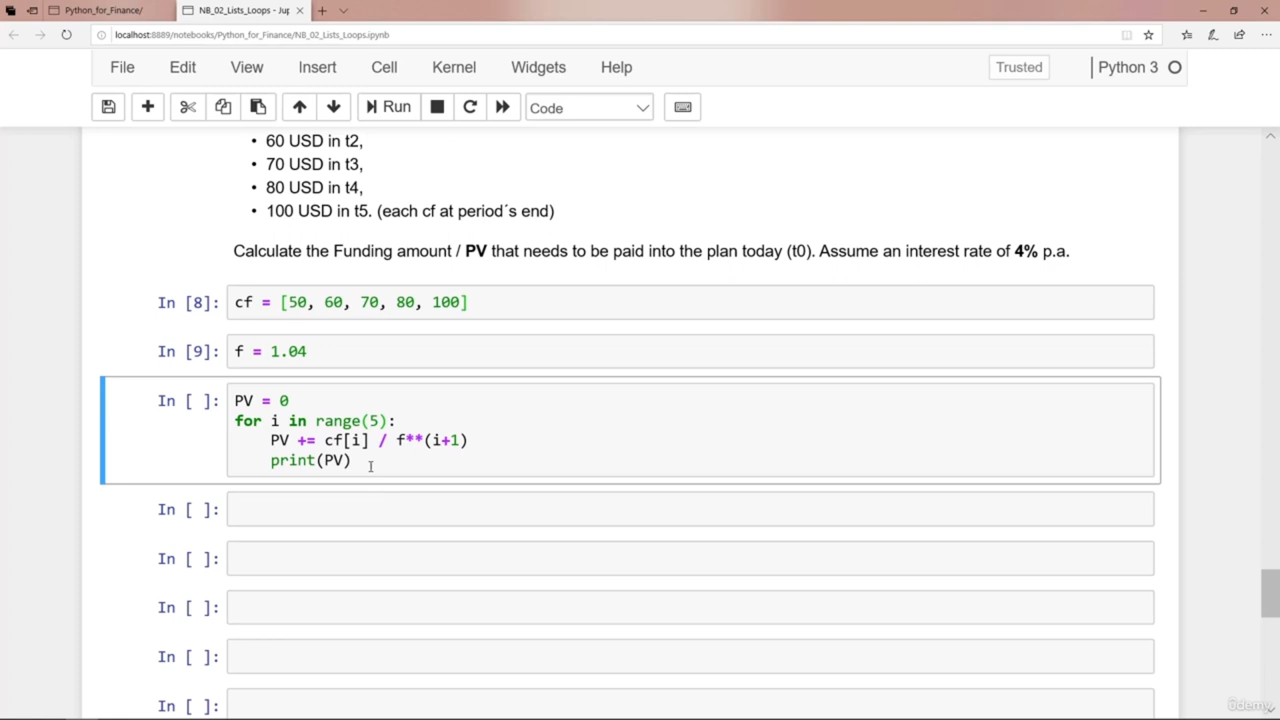 Python_for_Finance/
NB_02_Lists_Loops - Jup
localhost:8889/notebooks/Python_for_Finance/NB_02_Lists_Loops.ipynb
File Edit View Insert Cell Kernel Widgets Help Trusted Python 3
Run Code
• 60 USD in t2,
• 70 USD in t3,
• 80 USD in t4,
• 100 USD in t5. (each cf at period´s end)
Calculate the Funding amount / PV that needs to be paid into the plan today (t0). Assume an interest rate of 4% p.a.
In [8]: cf = [50, 60, 70, 80, 100]
In [9]: f = 1.04
In [ ]: PV = 0
for i in range(5):
    PV += cf[i] / f**(i+1)
    print(PV)
In [ ]:
In [ ]:
In [ ]:
In [ ]:
In [ ]:
ûdemy